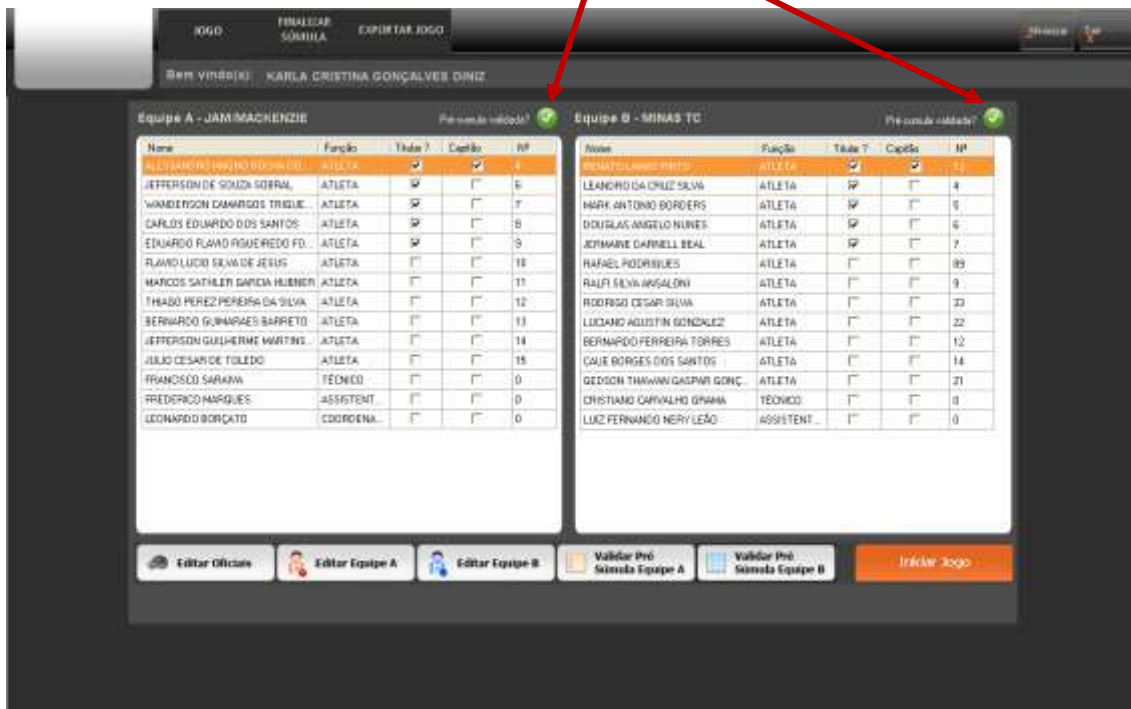 JOGO
FINALIZAR
SÚMULA
EXPORTAR JOGO
Bem vindo(a): KARLA CRISTINA GONÇALVES DINIZ
Equipe A - JAM/MACKENZIE Pré-sumula validada?
Nome Função Titular ? Capitão Nº
4
JEFFERSON DE SOUZA SOBRAL ATLETA 5
WANDERSON CAMARGOS TRIGUE... ATLETA 7
CARLOS EDUARDO DOS SANTOS ATLETA 8
EDUARDO FLAVIO FIGUEIREDO FD... ATLETA 9
FLAVIO LUCIO SILVA DE JESUS ATLETA 10
MARCOS SATHLER GARCIA HUBNER ATLETA 11
THIAGO PEREZ PEREIRA DA SILVA ATLETA 12
BERNARDO GUIMARAES BARRETO ATLETA 13
JEFFERSON GUILHERME MARTINS... ATLETA 14
JULIO CESAR DE TOLEDO ATLETA 15
FRANCISCO SARAIVA TÉCNICO 0
FREDERICO MARQUES ASSISTENT... 0
LEONARDO BORÇATO COORDENA... 0
Equipe B - MINAS TC Pré-sumula validada?
Nome Função Titular ? Capitão Nº
RENATO LAMAS PINTO ATLETA 13
LEANDRO DA CRUZ SILVA ATLETA 4
MARK ANTONIO BORDERS ATLETA 5
DOUGLAS ANGELO NUNES ATLETA 6
JERMAINE DARNELL BEAL ATLETA 7
RAFAEL RODRIGUES ATLETA 89
RALFI SILVA ANSALONI ATLETA 9
RODRIGO CESAR SILVA ATLETA 33
LUCIANO AGUSTIN GONZALEZ ATLETA 22
BERNARDO FERREIRA TORRES ATLETA 12
CAUE BORGES DOS SANTOS ATLETA 14
GEDSON THAWAN GASPAR GONÇ... ATLETA 21
CRISTIANO CARVALHO GRAMA TÉCNICO 0
LUIZ FERNANDO NERY LEÃO ASSISTENT... 0
Editar Oficiais
Editar Equipe A
Editar Equipe B
Validar Pré
Súmula Equipe A
Validar Pré
Súmula Equipe B
Iniciar Jogo